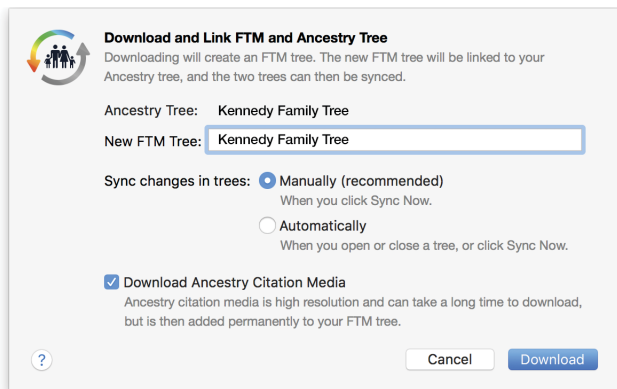 Download and Link FTM and Ancestry Tree
Downloading will create an FTM tree. The new FTM tree will be linked to your
Ancestry tree, and the two trees can then be synced.
Ancestry Tree: Kennedy Family Tree
New FTM Tree: Kennedy Family Tree
Sync changes in trees: Manually (recommended)
When you click Sync Now.
Automatically
When you open or close a tree, or click Sync Now.
Download Ancestry Citation Media
Ancestry citation media is high resolution and can take a long time to download,
but is then added permanently to your FTM tree.
? Cancel Download